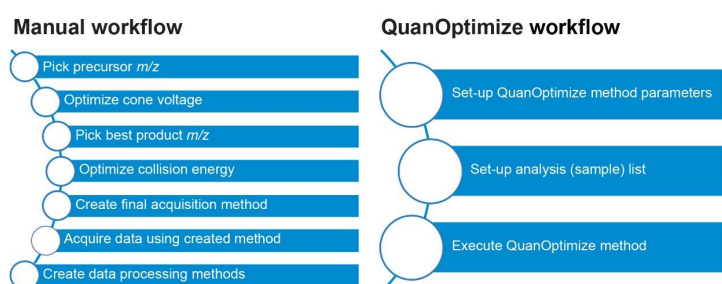 Manual workflow
Pick precursor m/z
Optimize cone voltage
Pick best product m/z
Optimize collision energy
Create final acquisition method
Acquire data using created method
Create data processing methods
QuanOptimize workflow
Set-up QuanOptimize method parameters
Set-up analysis (sample) list
Execute QuanOptimize method